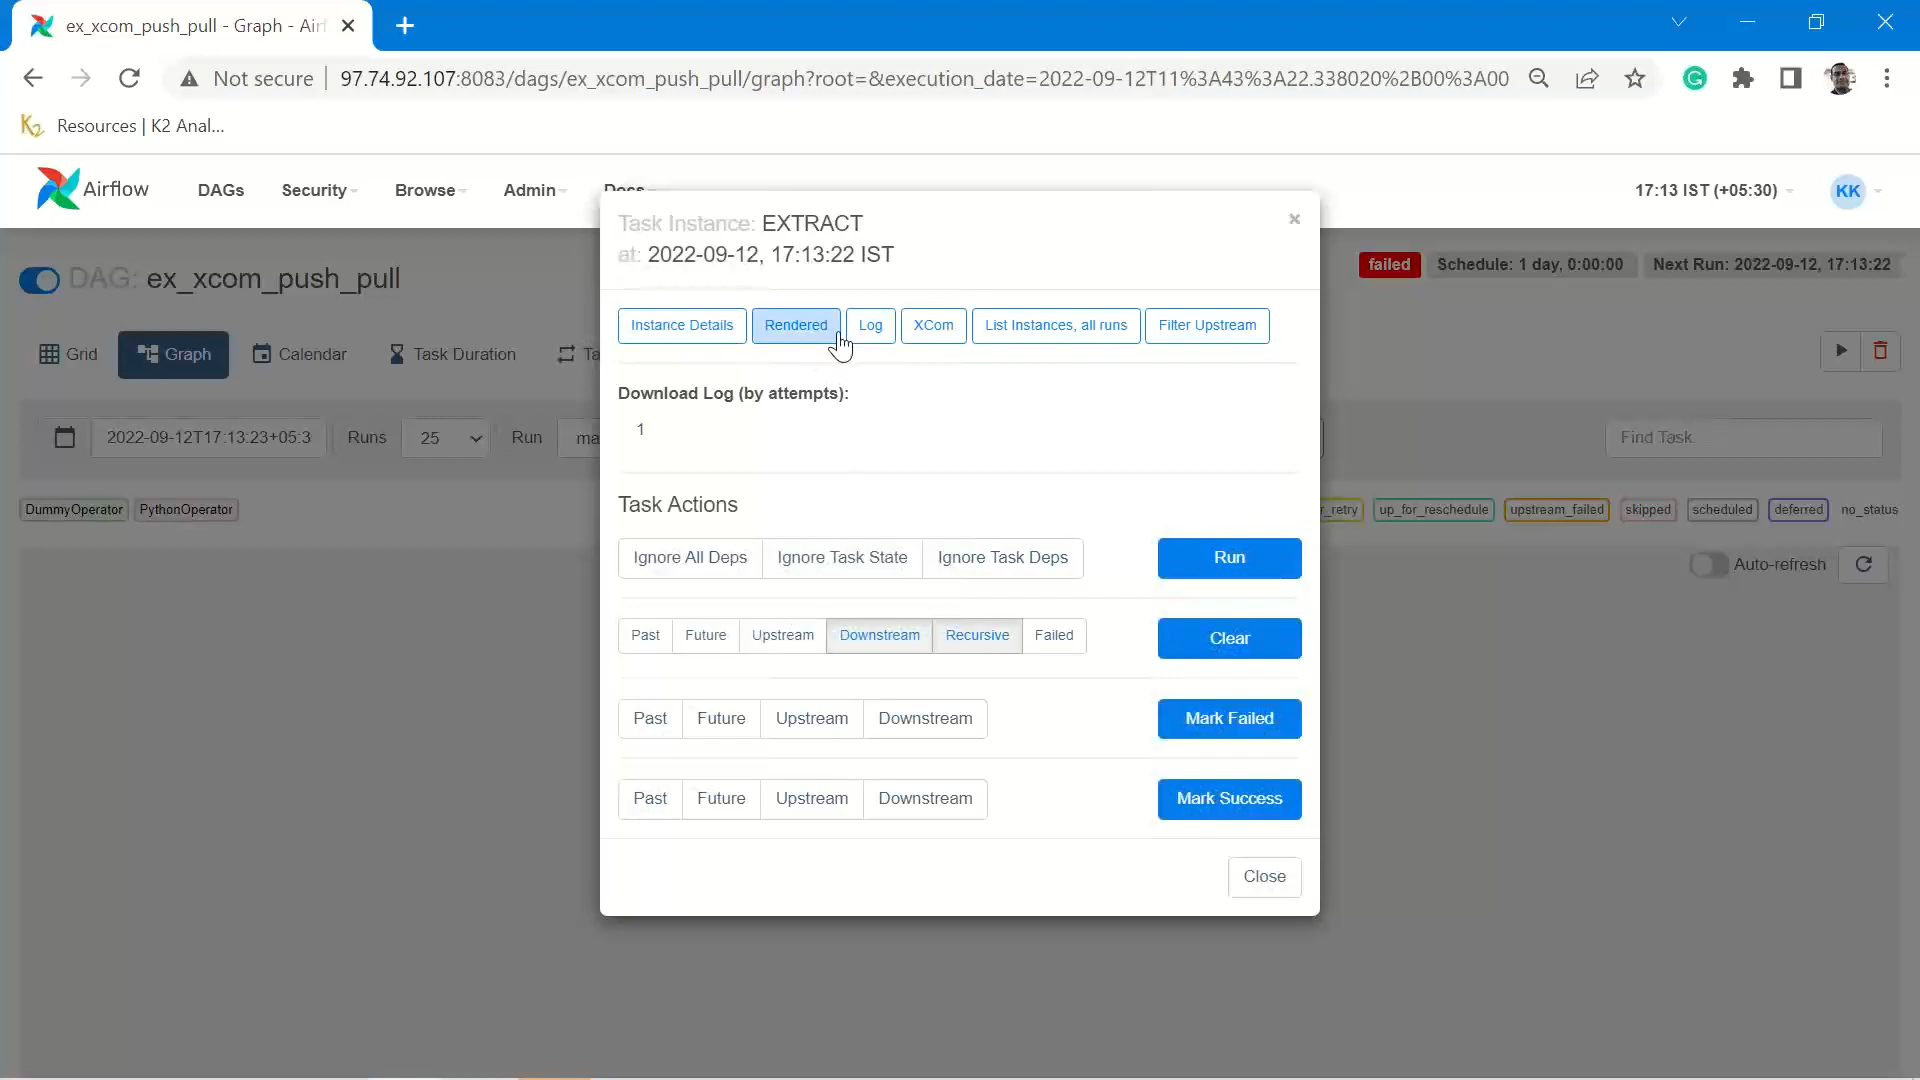 ex_xcom_push_pull - Graph - Airf
Not secure
97.74.92.107:8083/dags/ex_xcom_push_pull/graph?root=&execution_date=2022-09-12T11%3A43%3A22.338020%2B00%3A00
Resources | K2 Anal...
Airflow
DAGs
Security
Browse
Admin
Docs
17:13 IST (+05:30)
KK
Task Instance: EXTRACT
at: 2022-09-12, 17:13:22 IST
DAG: ex_xcom_push_pull
failed
Schedule: 1 day, 0:00:00
Next Run: 2022-09-12, 17:13:22
Instance Details
Rendered
Log
XCom
List Instances, all runs
Filter Upstream
Grid
Graph
Calendar
Task Duration
Ta
Download Log (by attempts):
1
2022-09-12T17:13:23+05:3
Runs
25
Run
ma
Find Task
Task Actions
DummyOperator
PythonOperator
r_retry
up_for_reschedule
upstream_failed
skipped
scheduled
deferred
no_status
Ignore All Deps
Ignore Task State
Ignore Task Deps
Run
Auto-refresh
Past
Future
Upstream
Downstream
Recursive
Failed
Clear
Past
Future
Upstream
Downstream
Mark Failed
Past
Future
Upstream
Downstream
Mark Success
Close